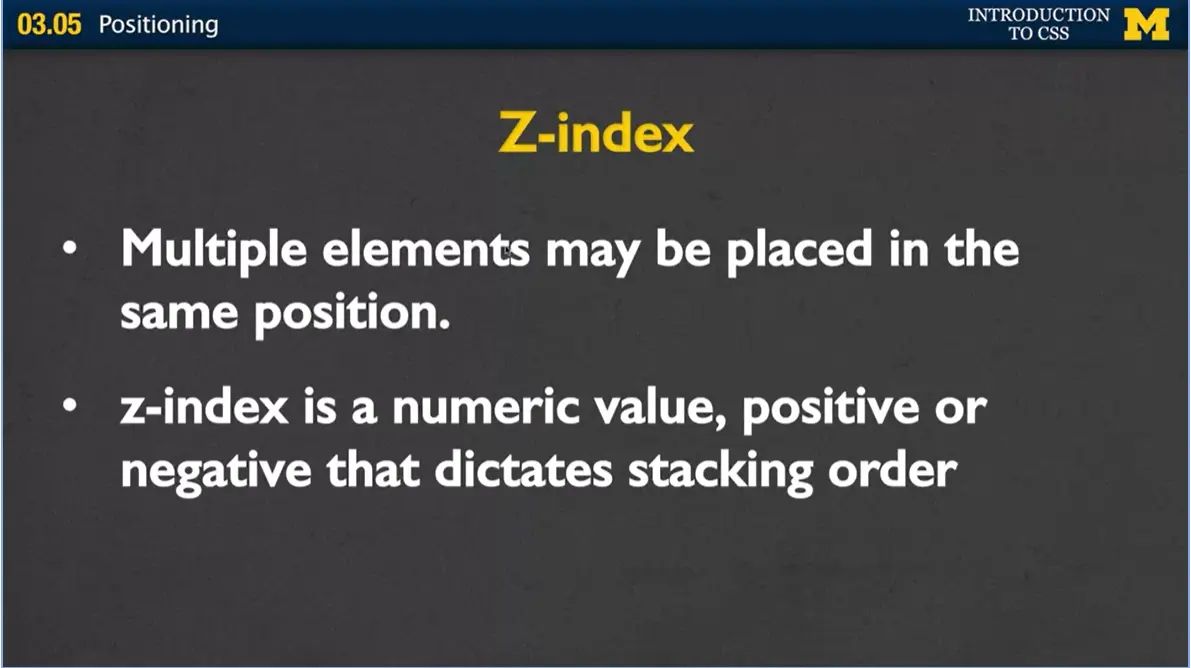 03.05 Positioning
INTRODUCTION
TO CSS
M
Z-index
• Multiple elements may be placed in the
same position.
• z-index is a numeric value, positive or
negative that dictates stacking order